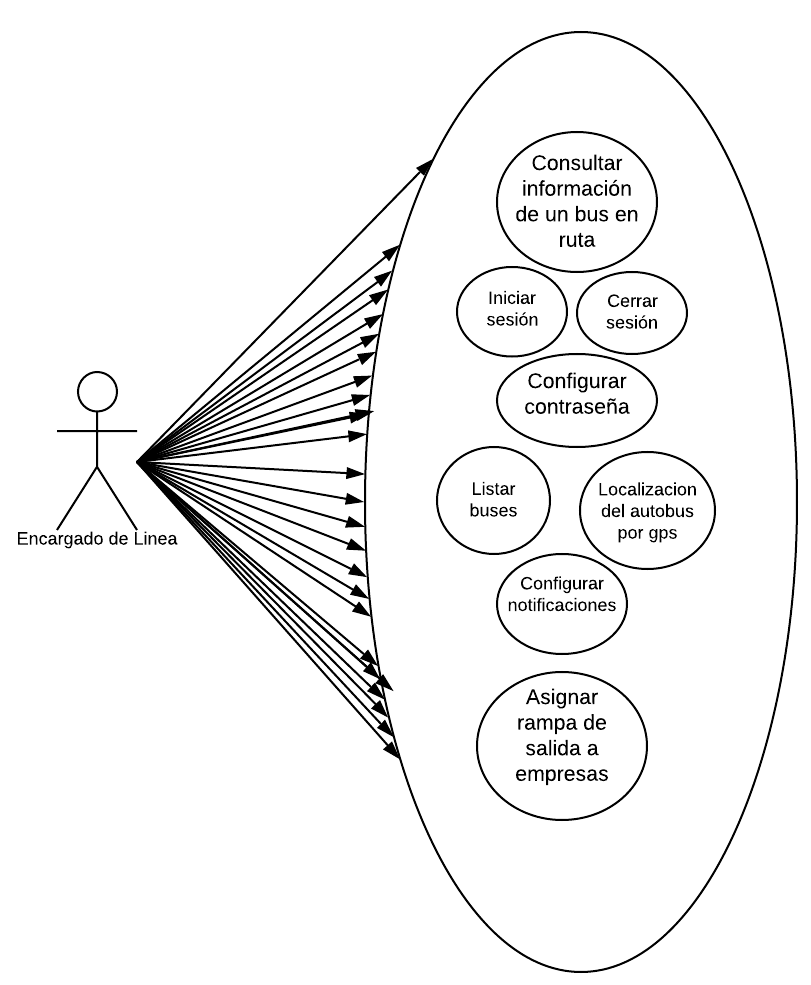 Consultar
información
de un bus en
ruta
Iniciar
sesión
Cerrar
sesión
Configurar
contraseña
Listar
buses
Localizacion
del autobus
por gps
Encargado de Linea
Configurar
notificaciones
Asignar
rampa de
salida a
empresas